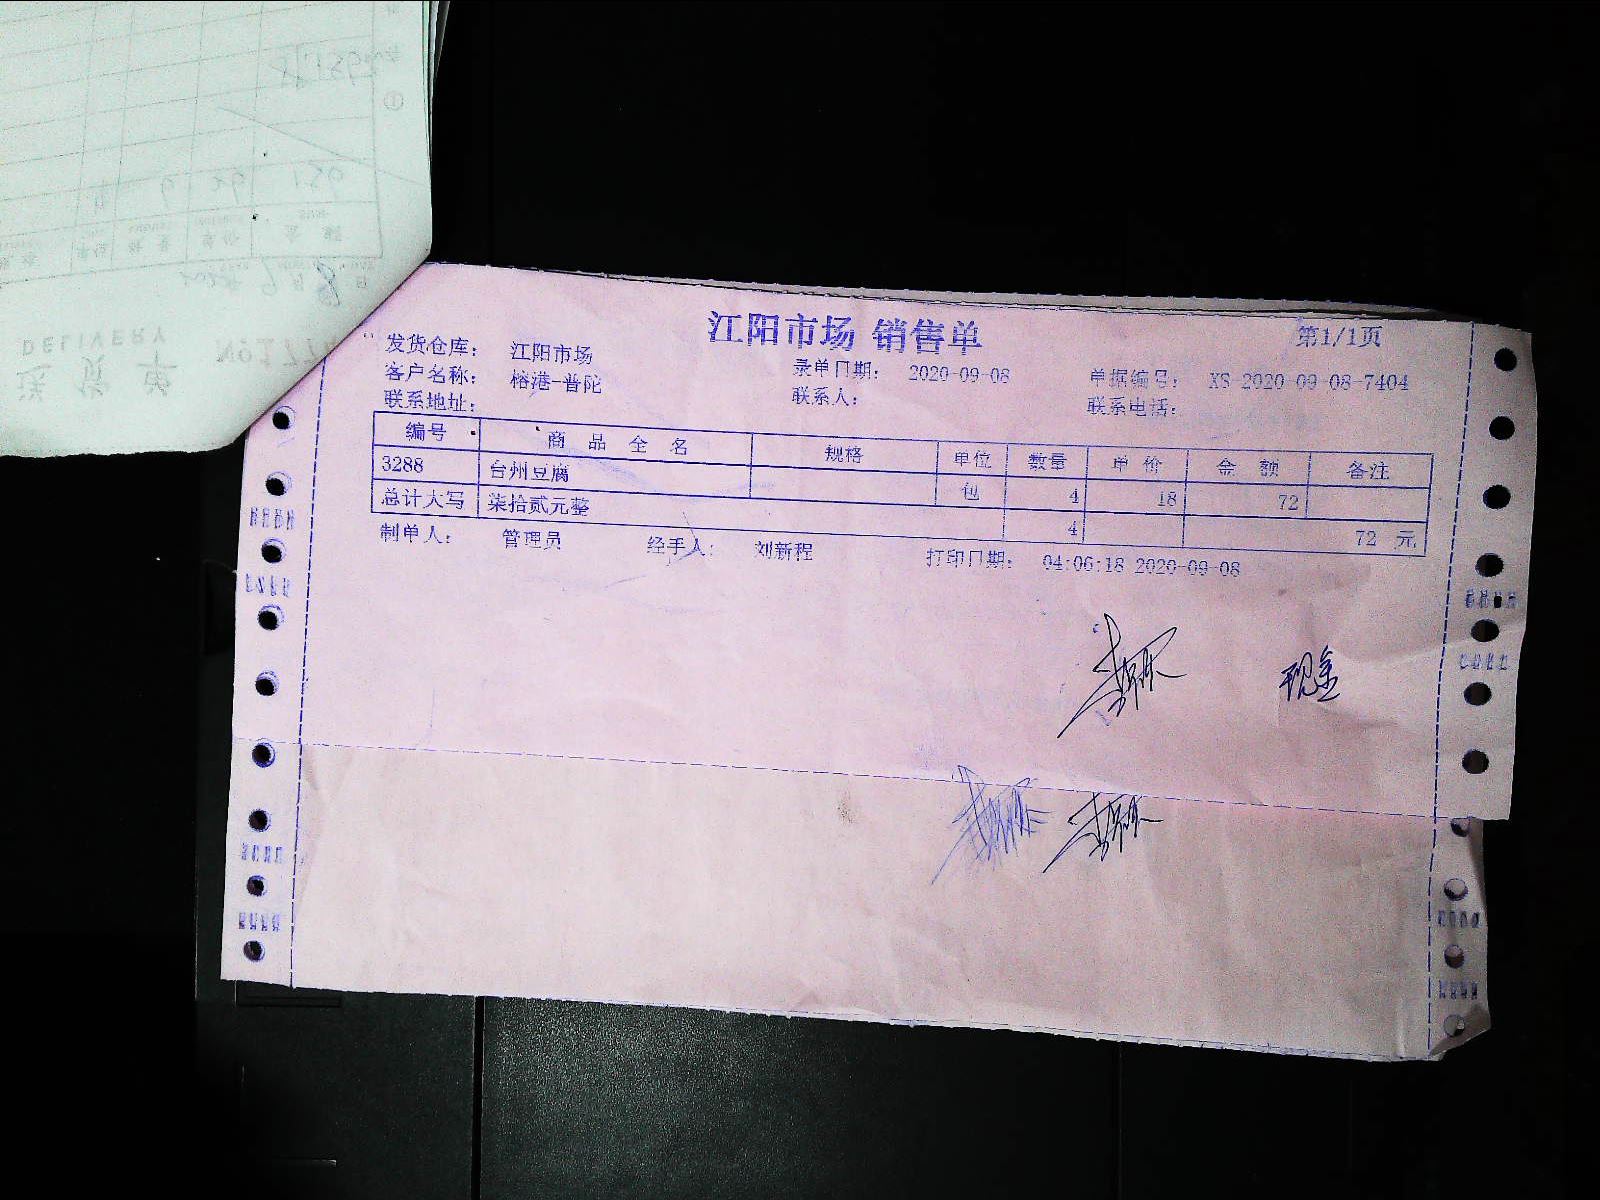 江阳市场 销售单 第1/1页
发货仓库： 江阳市场
客户名称： 榕港-普陀 录单日期： 2020-09-08 单据编号： XS-2020-09-08-7404
联系地址： 联系人： 联系电话：
编号 商品全名 规格 单位 数量 单价 金额 备注
3288 台州豆腐 包 4 18 72
总计大写 柒拾贰元整 4 72 元
制单人： 管理员 经手人： 刘新程 打印日期： 04:06:18 2020-09-08
现金
DELIVERY
送货单